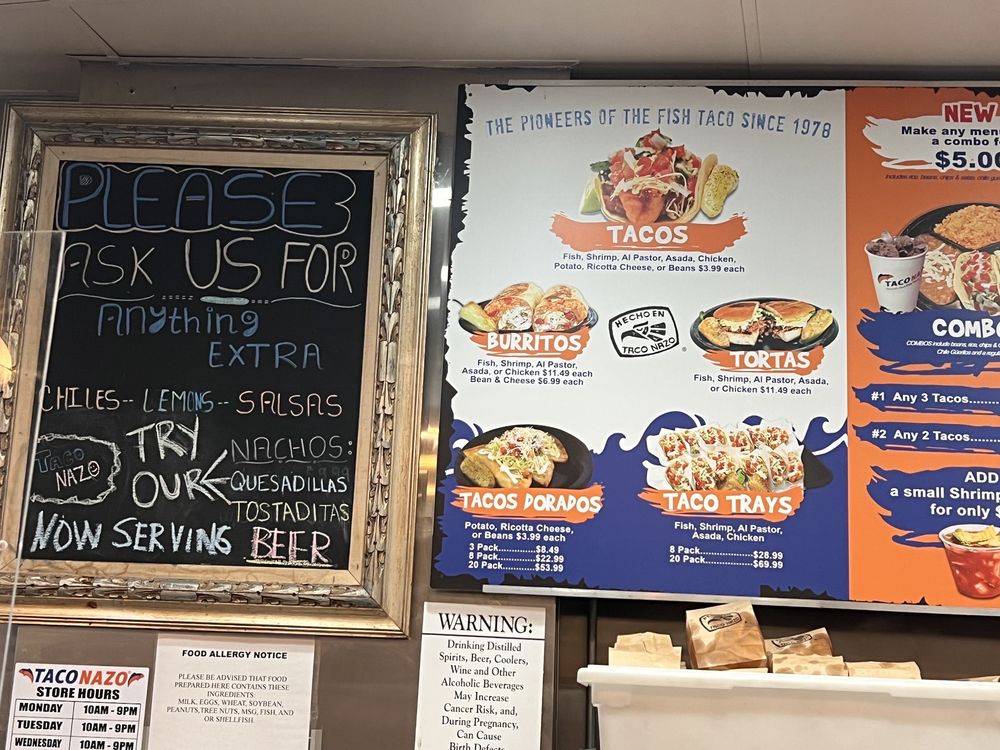 PLEASE
ASK US FOR
Anything
EXTRA
CHILES-- LEMONS-- SALSAS
TACO
NAZO
TRY
OUR
NACHOS:
QUESADILLAS
TOSTADITAS
NOW SERVING BEER
THE PIONEERS OF THE FISH TACO SINCE 1978
TACOS
Fish, Shrimp, Al Pastor, Asada, Chicken,
Potato, Ricotta Cheese, or Beans $3.99 each
BURRITOS
Fish, Shrimp, Al Pastor,
Asada, or Chicken $11.49 each
Bean & Cheese $6.99 each
HECHO EN
TACO NAZO
TORTAS
Fish, Shrimp, Al Pastor, Asada,
or Chicken $11.49 each
TACOS DORADOS
Potato, Ricotta Cheese,
or Beans $3.99 each
3 Pack............$8.49
8 Pack............$22.99
20 Pack..........$53.99
TACO TRAYS
Fish, Shrimp, Al Pastor,
Asada, Chicken
8 Pack.................$28.99
20 Pack...............$69.99
NEW
Make any men
a combo f
$5.00
TACO
COMB
COMBOS include beans, rice, chips &
#1 Any 3 Tacos.......
#2 Any 2 Tacos.......
ADD
a small Shrimp
for only $
TACO NAZO
STORE HOURS
MONDAY 10AM - 9PM
TUESDAY 10AM - 9PM
WEDNESDAY 10AM - 9PM
FOOD ALLERGY NOTICE
PLEASE BE ADVISED THAT FOOD
PREPARED HERE CONTAINS THESE
INGREDIENTS:
MILK, EGGS, WHEAT, SOYBEAN,
PEANUTS, TREE NUTS, MSG, FISH, AND
OR SHELLFISH.
WARNING:
Drinking Distilled
Spirits, Beer, Coolers,
Wine and Other
Alcoholic Beverages
May Increase
Cancer Risk, and,
During Pregnancy,
Can Cause
Birth Defects